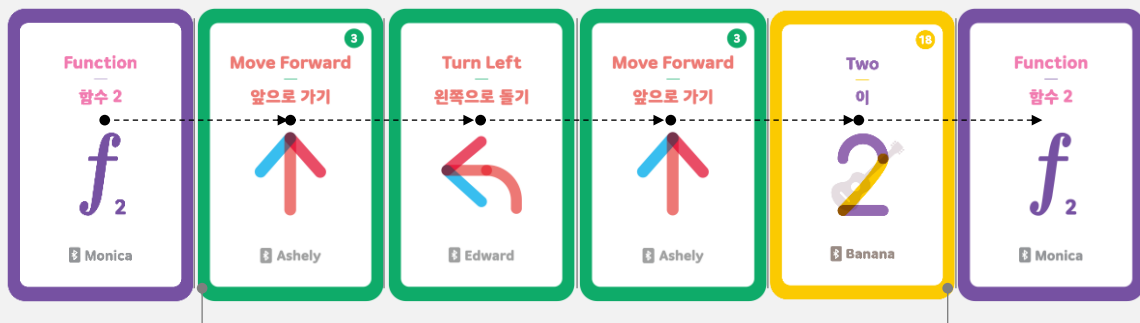 Function
함수 2
f2
Monica
3
Move Forward
앞으로 가기
Ashely
Turn Left
왼쪽으로 돌기
Edward
3
Move Forward
앞으로 가기
Ashely
18
Two
이
2
Banana
Function
함수 2
f2
Monica